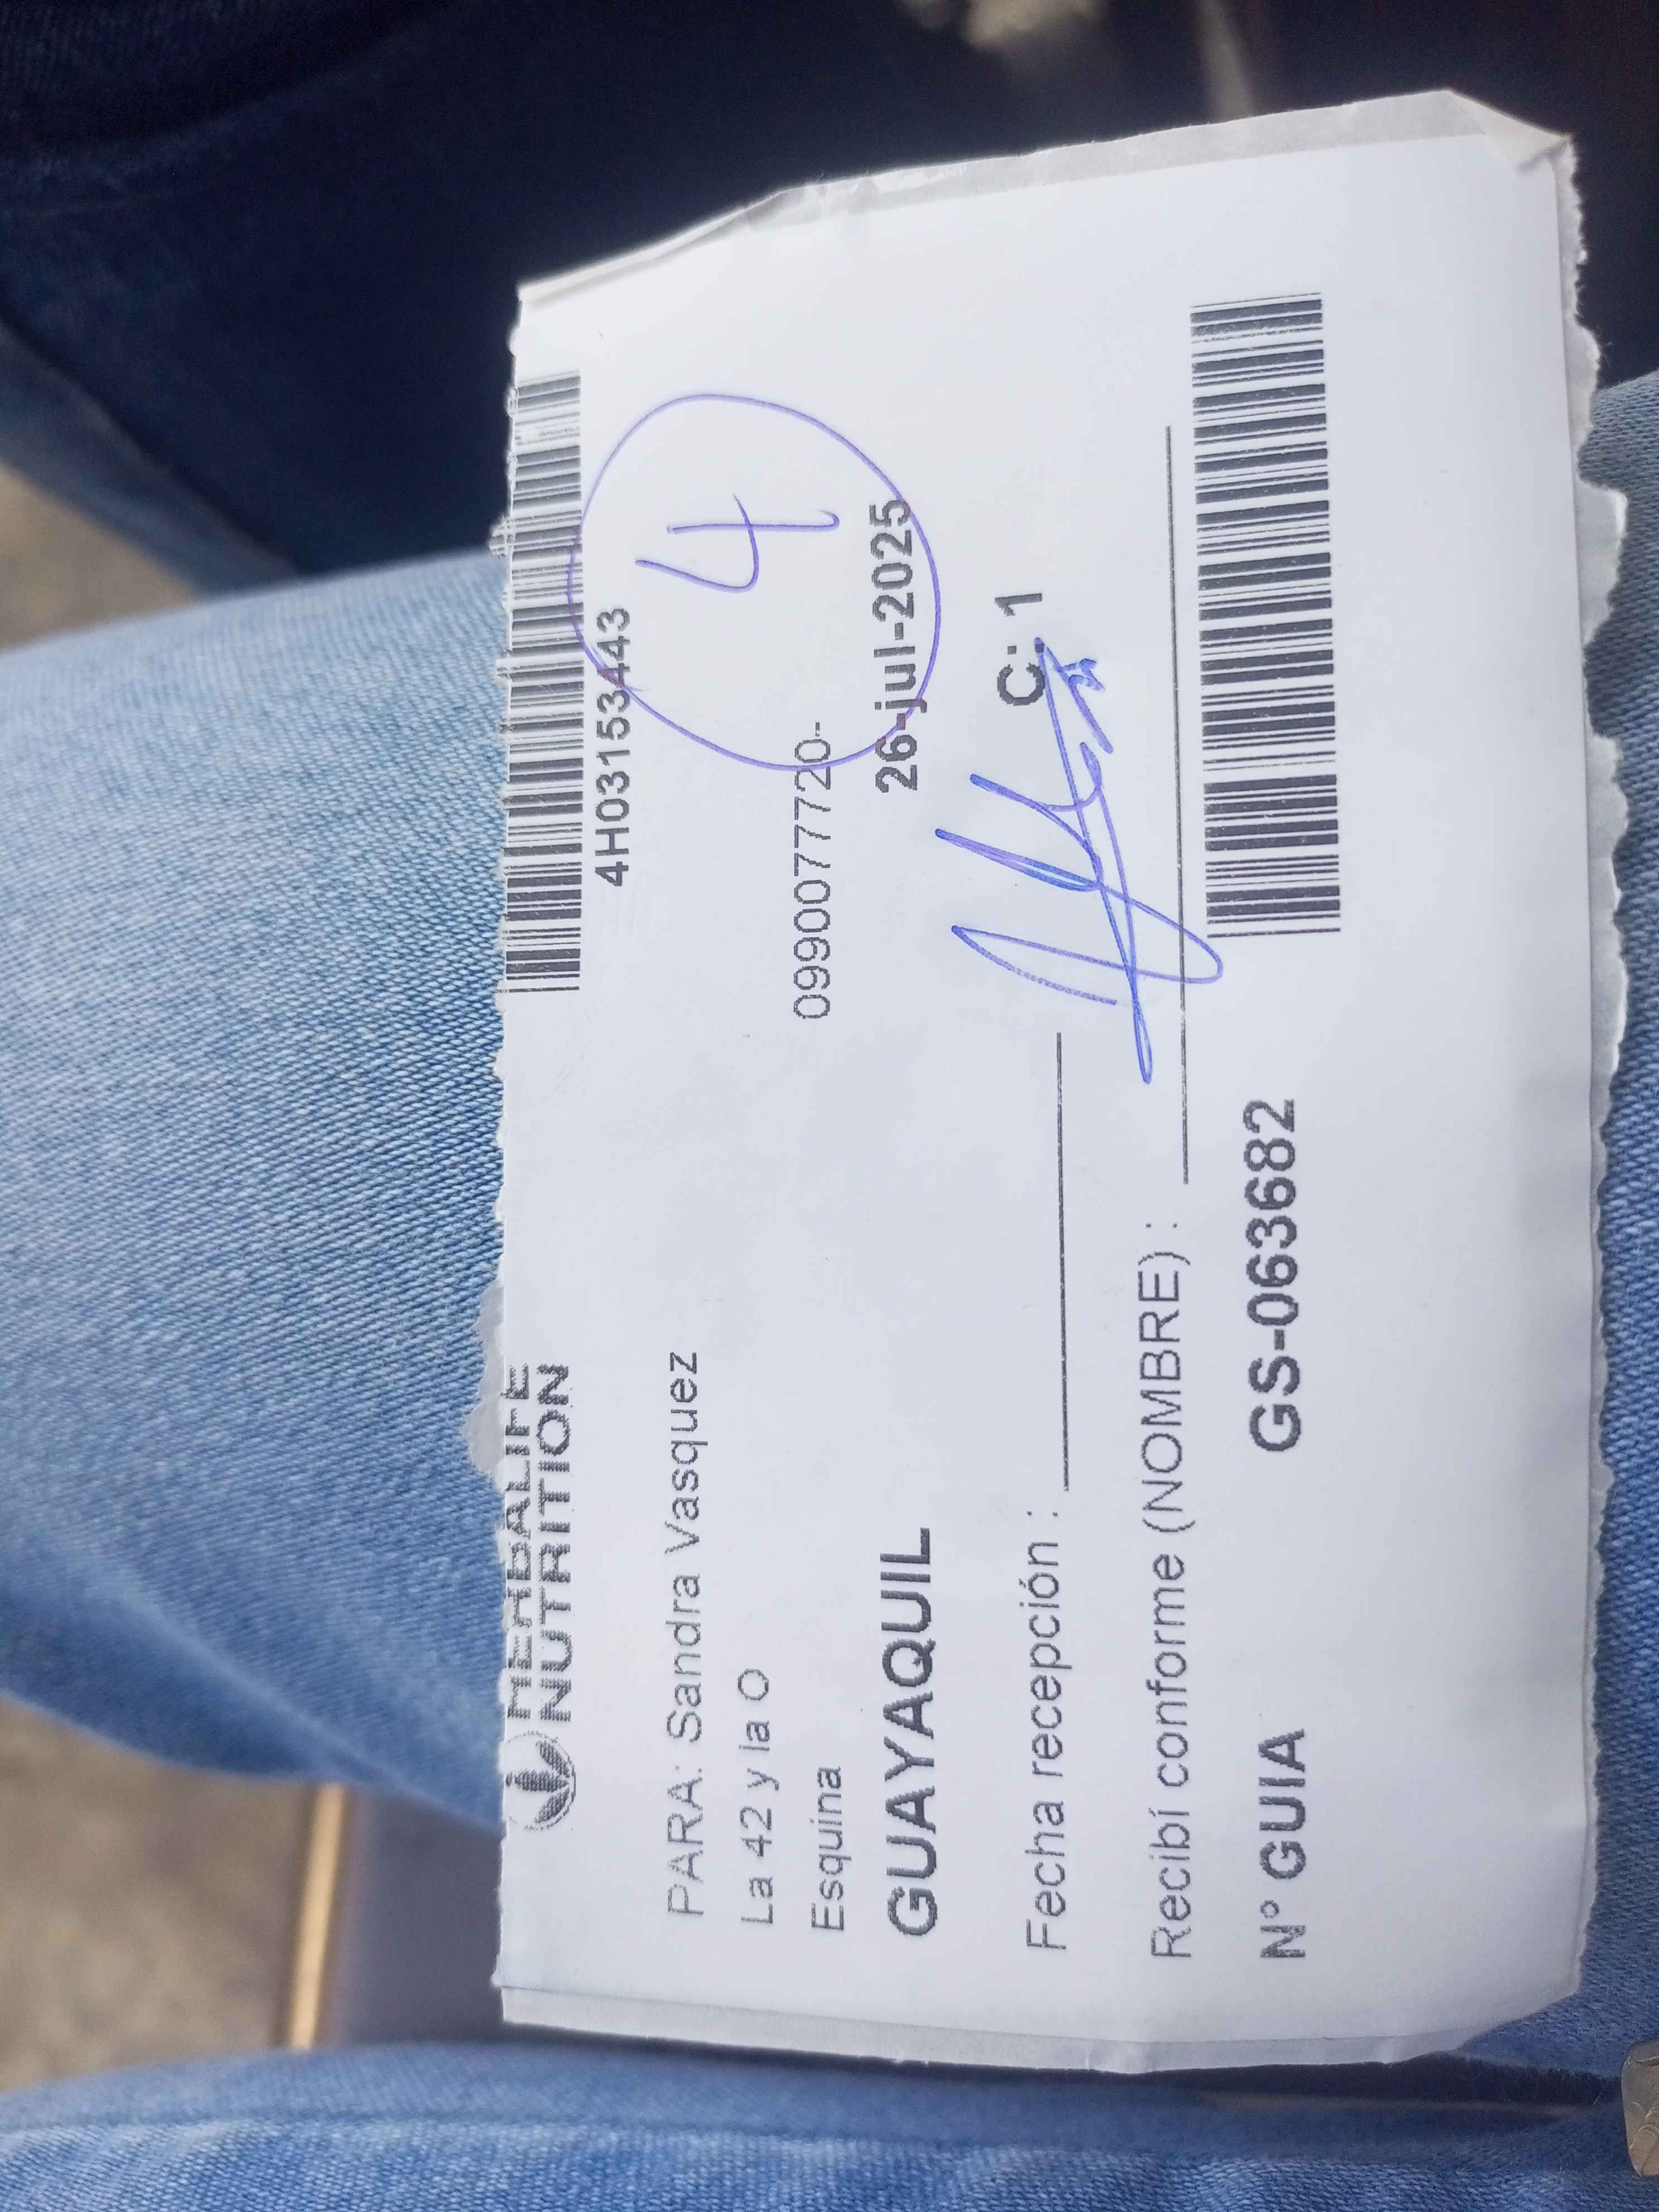 HERBALIFE
NUTRITION
4H03153443
PARA: Sandra Vasquez
4
La 42 y la O
Esquina
0990077720-
GUAYAQUIL
26-jul-2025
Fecha recepción :
C: 1
Recibí conforme (NOMBRE) :
N° GUIA
GS-063682